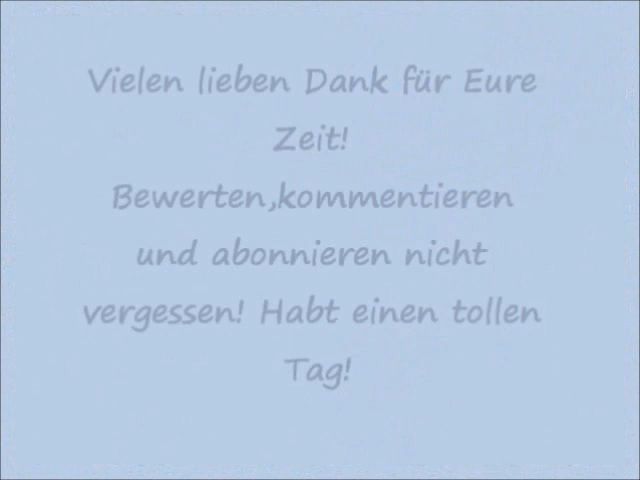 Vielen lieben Dank für Eure
Zeit!
Bewerten,kommentieren
und abonnieren nicht
vergessen! Habt einen tollen
Tag!